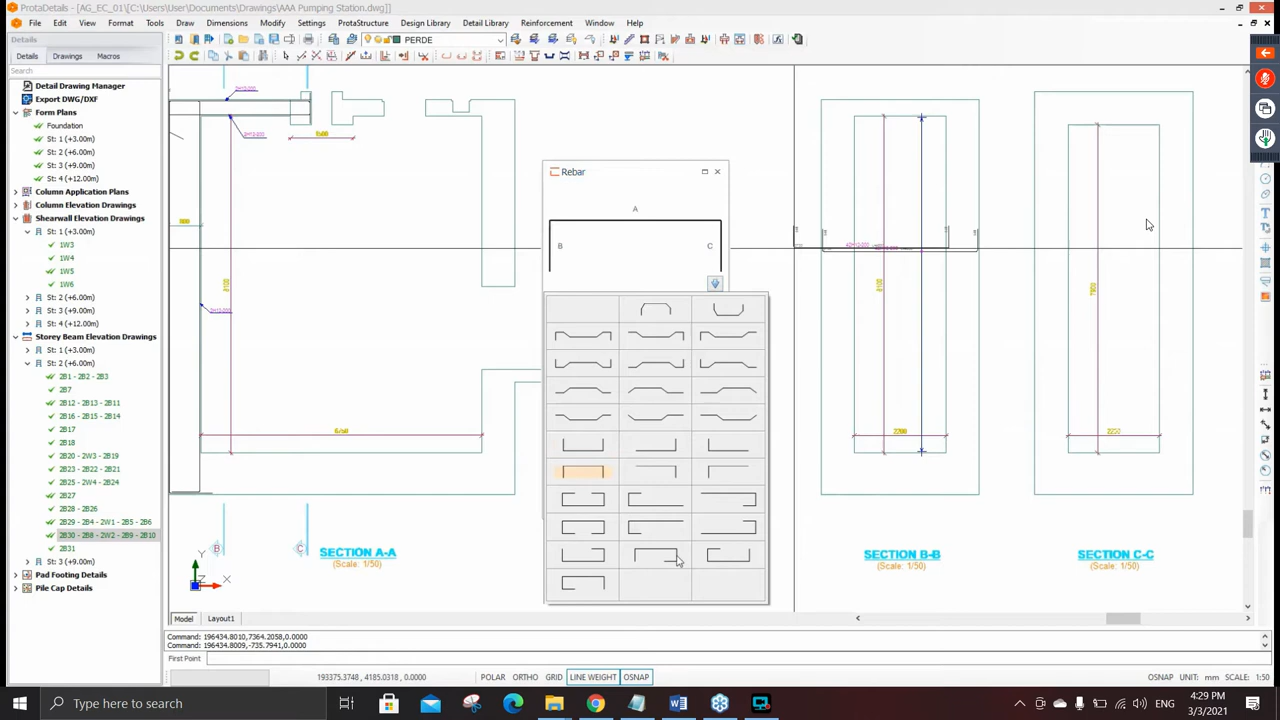 ProtaDetails - [AG_EC_01\[C:\Users\User\Documents\Drawings\AAA Pumping Station.dwg]]
File Edit View Format Tools Draw Dimensions Modify Settings ProtaStructure Design Library Detail Library Reinforcement Window Help
Details
PERDE
Details Drawings Macros
Search
Detail Drawing Manager
Export DWG/DXF
Form Plans
Foundation
St: 1 (+3.00m)
St: 2 (+6.00m)
St: 3 (+9.00m)
St: 4 (+12.00m)
Column Application Plans
Column Elevation Drawings
Shearwall Elevation Drawings
St: 1 (+3.00m)
1W3
1W4
1W5
1W6
St: 2 (+6.00m)
St: 3 (+9.00m)
St: 4 (+12.00m)
Storey Beam Elevation Drawings
St: 1 (+3.00m)
St: 2 (+6.00m)
2B1 - 2B2 - 2B3
2B7
2B12 - 2B13 - 2B11
2B16 - 2B15 - 2B14
2B17
2B18
2B20 - 2W3 - 2B19
2B23 - 2B22 - 2B21
2B25 - 2W4 - 2B24
2B27
2B28 - 2B26
2B29 - 2B4 - 2W1 - 2B5 - 2B6
2B30 - 2B8 - 2W2 - 2B9 - 2B10
2B31
St: 3 (+9.00m)
Pad Footing Details
Pile Cap Details
8100
6750
B
C
Y
Z
X
SECTION A-A
(Scale: 1/50)
Rebar
A
B
C
8100
2200
SECTION B-B
(Scale: 1/50)
7900
2250
SECTION C-C
(Scale: 1/50)
Model Layout1
Command: 196434.8010,7364.2058,0.0000
Command: 196434.8009,-735.7941,0.0000
First Point
193375.3748 , 4185.0318 , 0.0000
POLAR ORTHO GRID LINE WEIGHT OSNAP
OSNAP UNIT: mm SCALE: 1:50
Type here to search
ENG
4:29 PM
3/3/2021